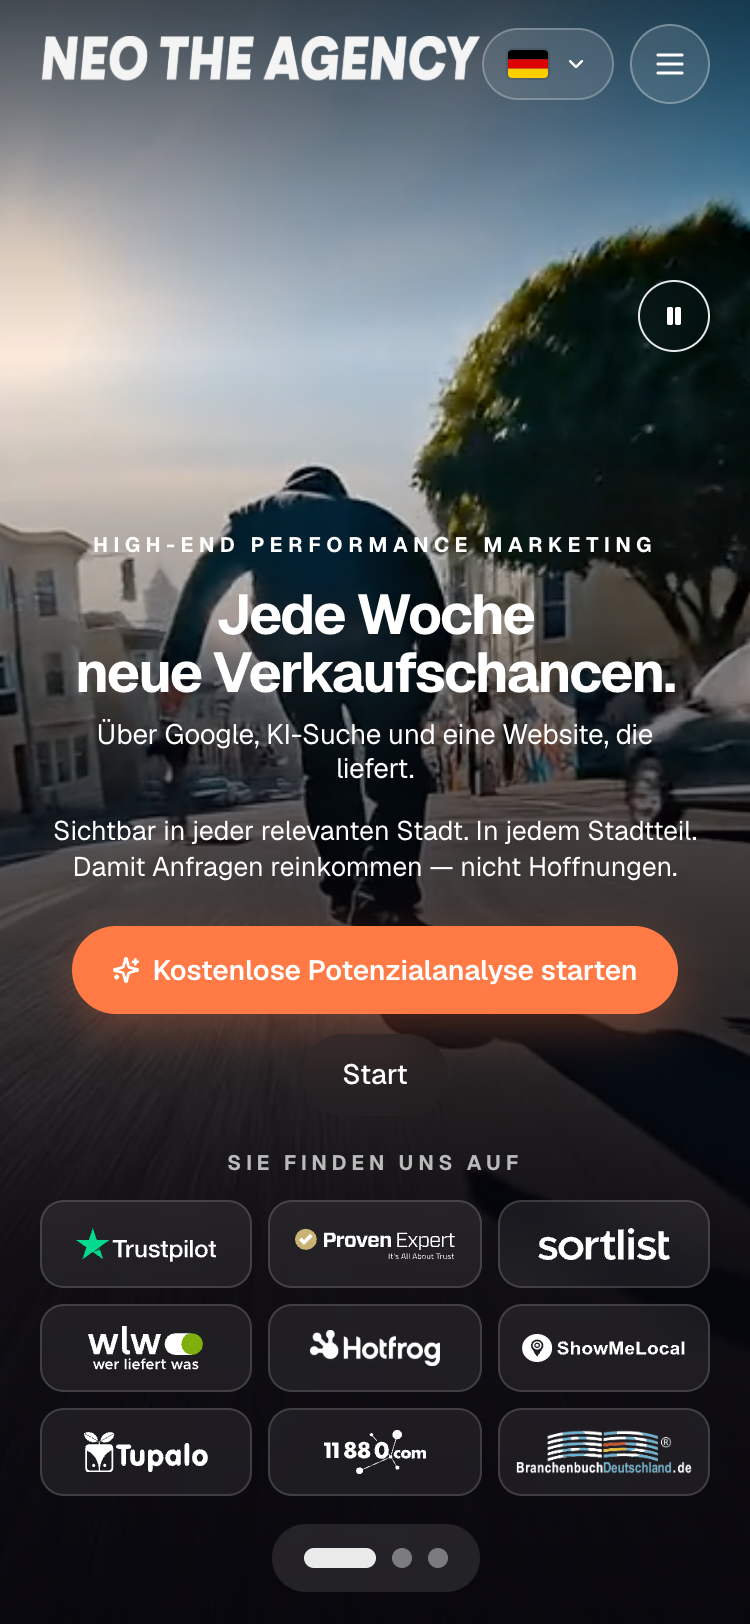 NEO THE AGENCY
HIGH-END PERFORMANCE MARKETING
Jede Woche
neue Verkaufschancen.
Über Google, KI-Suche und eine Website, die
liefert.
Sichtbar in jeder relevanten Stadt. In jedem Stadtteil.
Damit Anfragen reinkommen — nicht Hoffnungen.
Kostenlose Potenzialanalyse starten
Start
SIE FINDEN UNS AUF
Trustpilot
Proven Expert
It's All About Trust
sortlist
wlw
wer liefert was
Hotfrog
ShowMeLocal
Tupalo
11880.com
BranchenbuchDeutschland.de®